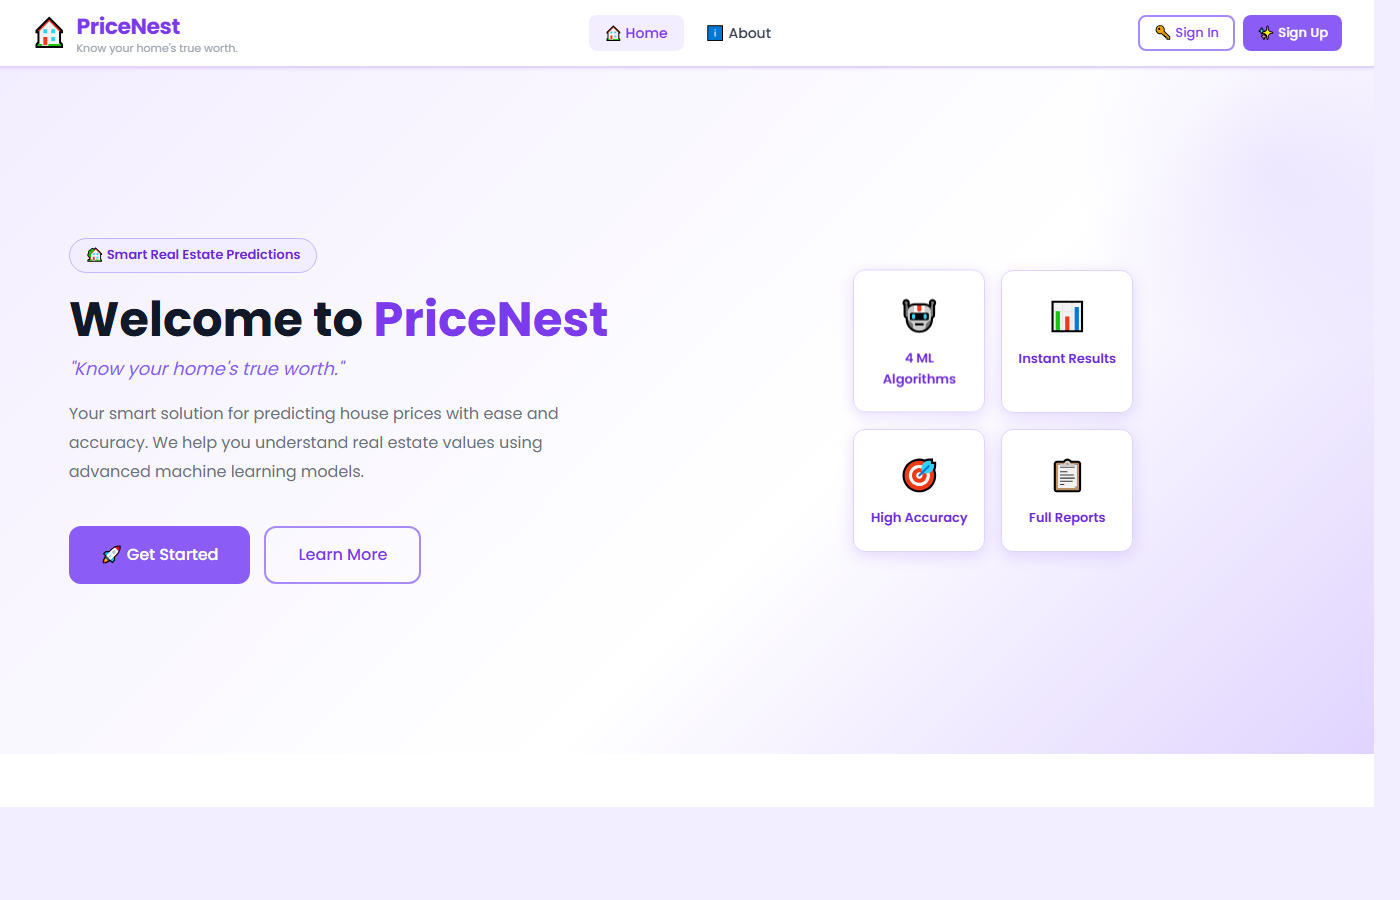 PriceNest
Know your home's true worth.
Home
About
Sign In
Sign Up
Smart Real Estate Predictions
Welcome to PriceNest
"Know your home's true worth."
Your smart solution for predicting house prices with ease and
accuracy. We help you understand real estate values using
advanced machine learning models.
Get Started
Learn More
4 ML
Algorithms
Instant Results
High Accuracy
Full Reports